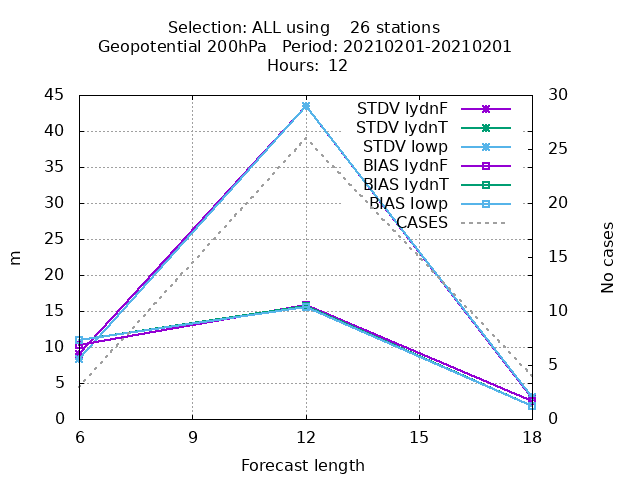 Selection: ALL using    26 stations
Geopotential 200hPa   Period: 20210201-20210201
Hours:  12
45
40
35
30
25
20
15
10
5
0
m
STDV lydnF
STDV lydnT
STDV lowp
BIAS lydnF
BIAS lydnT
BIAS lowp
CASES
30
25
20
15
10
5
0
No cases
6 9 12 15 18
Forecast length